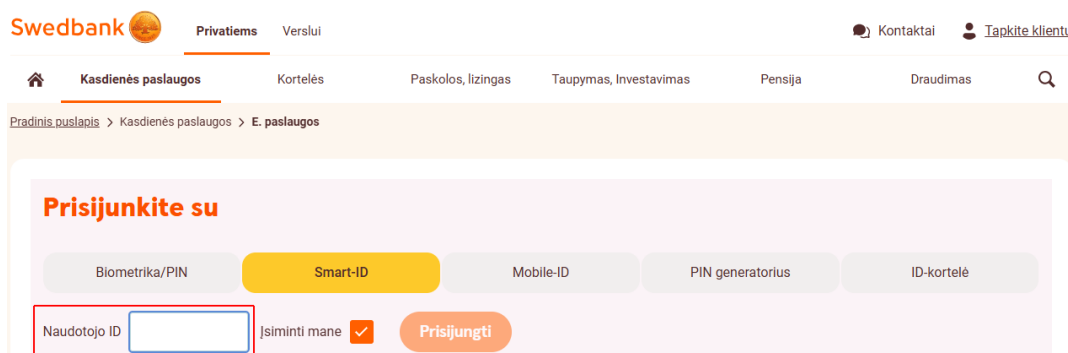 Swedbank Privatiems Verslui Kontaktai Tapkite klientu
Kasdienės paslaugos Kortelės Paskolos, lizingas Taupymas, Investavimas Pensija Draudimas
Pradinis puslapis > Kasdienės paslaugos > E. paslaugos
Prisijunkite su
Biometrika/PIN Smart-ID Mobile-ID PIN generatorius ID-kortelė
Naudotojo ID Įsiminti mane Prisijungti